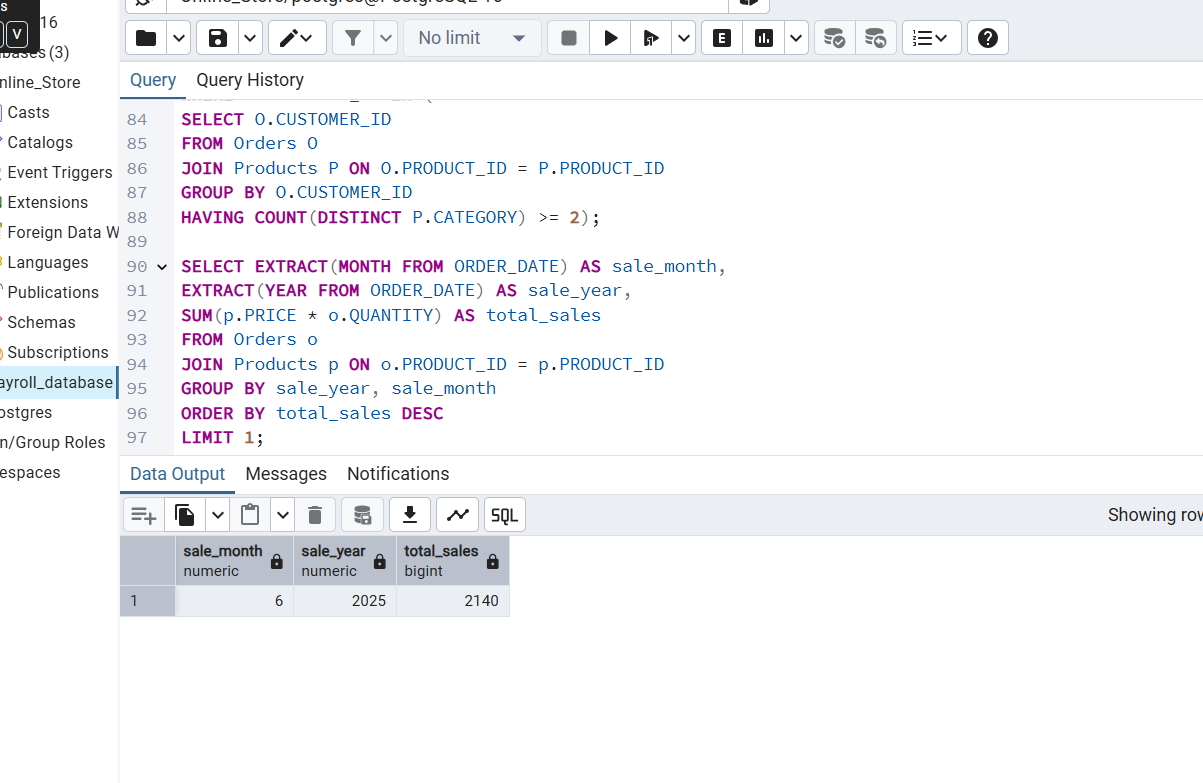 s
16
V
bases (3)
nline_Store
Casts
Catalogs
Event Triggers
Extensions
Foreign Data W
Languages
Publications
Schemas
Subscriptions
ayroll_database
ostgres
n/Group Roles
espaces
No limit
E
Query Query History
84 SELECT O.CUSTOMER_ID
85 FROM Orders O
86 JOIN Products P ON O.PRODUCT_ID = P.PRODUCT_ID
87 GROUP BY O.CUSTOMER_ID
88 HAVING COUNT(DISTINCT P.CATEGORY) >= 2);
89
90 SELECT EXTRACT(MONTH FROM ORDER_DATE) AS sale_month,
91 EXTRACT(YEAR FROM ORDER_DATE) AS sale_year,
92 SUM(p.PRICE * o.QUANTITY) AS total_sales
93 FROM Orders o
94 JOIN Products p ON o.PRODUCT_ID = p.PRODUCT_ID
95 GROUP BY sale_year, sale_month
96 ORDER BY total_sales DESC
97 LIMIT 1;
Data Output Messages Notifications
SQL
Showing row
sale_month sale_year total_sales
numeric numeric bigint
1 6 2025 2140